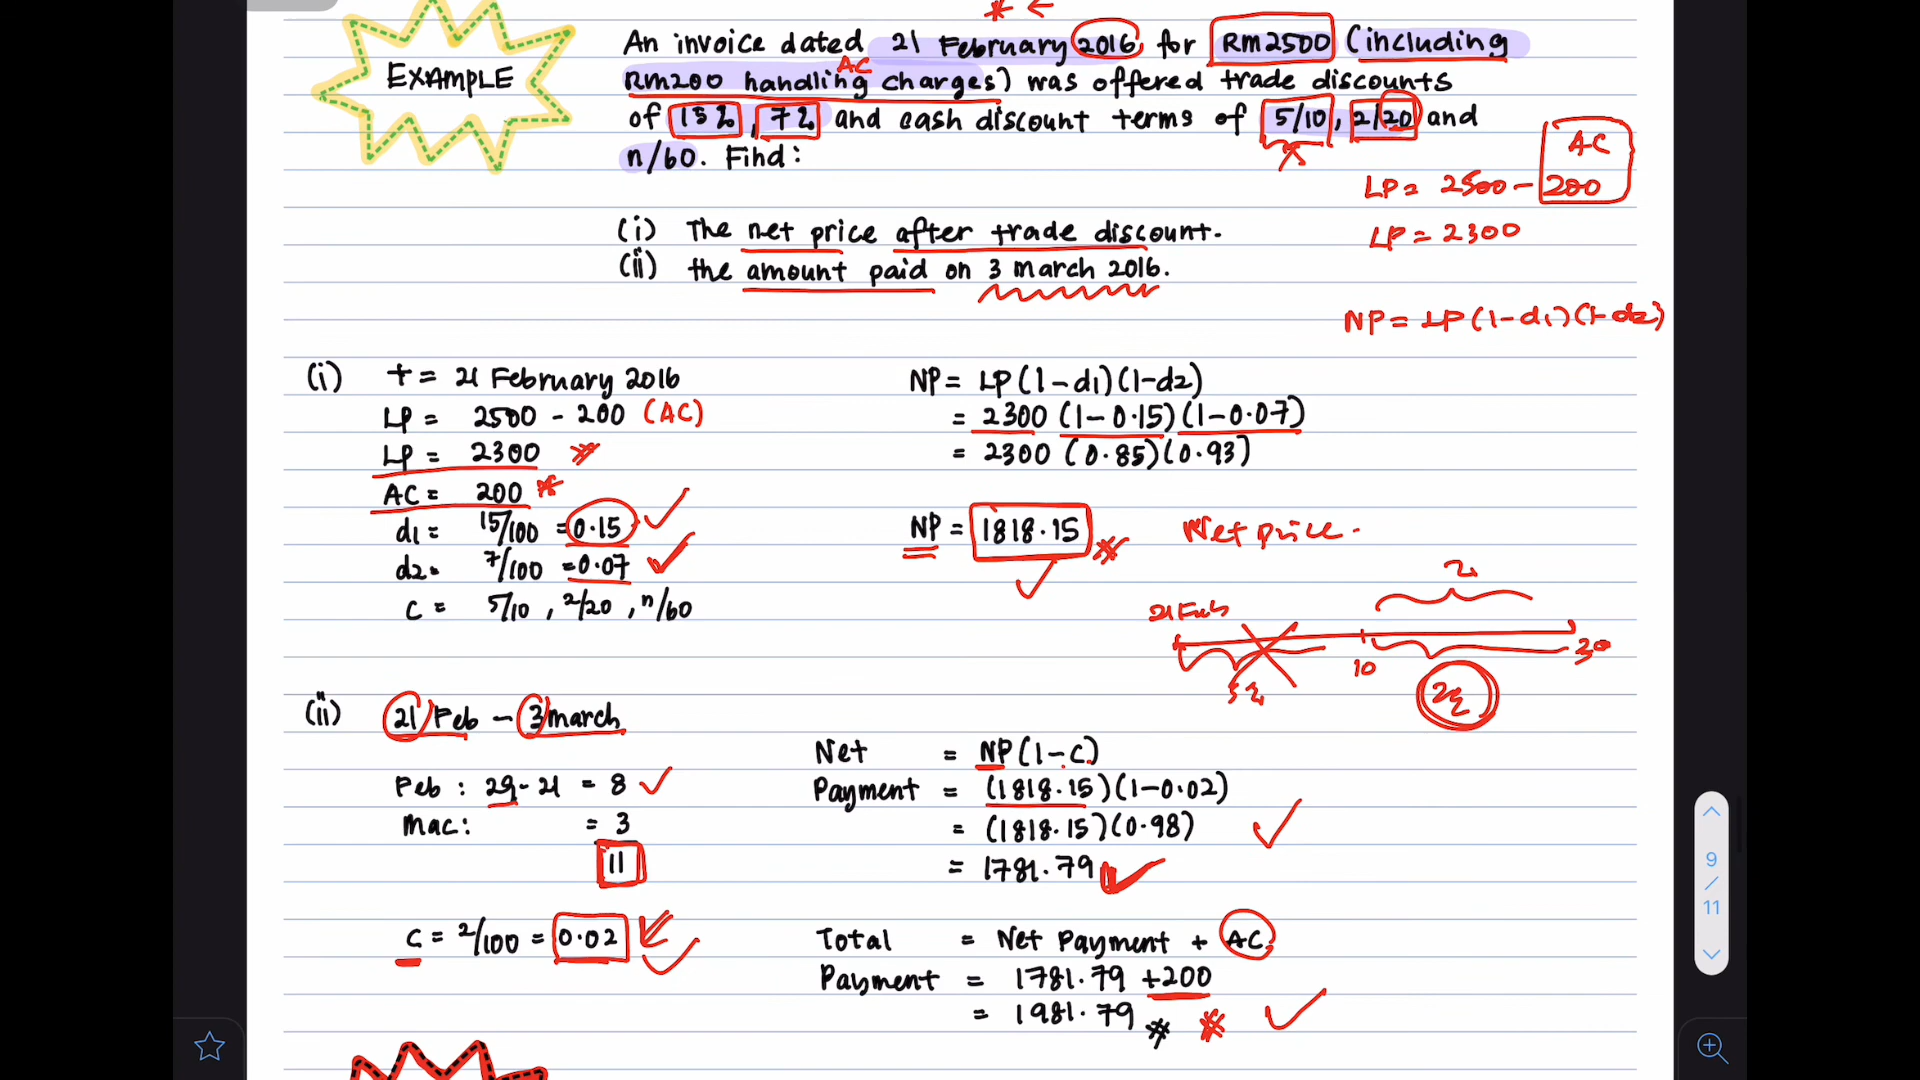 * ←
EXAMPLE
An invoice dated 21 February 2016 for RM2500 (including
AC
RM200 handling charges) was offered trade discounts
of 15%, 7% and cash discount terms of 5/10, 2/20 and
n/60. Find:
AC
LP = 2500 - 200
LP = 2300
(i) The net price after trade discount.
(ii) the amount paid on 3 march 2016.
NP = LP (1-d1)(1-d2)
(i) t = 21 February 2016
LP = 2500 - 200 (AC)
LP = 2300 *
AC = 200 *
d1 = 15/100 = 0.15
d2 = 7/100 = 0.07
C = 5/10, 2/20, n/60
NP = LP (1-d1)(1-d2)
= 2300 (1-0.15)(1-0.07)
= 2300 (0.85)(0.93)
NP = 1818.15 * Net price.
21 Feb
10
30
5%
2%
(ii) 21 Feb - 3 march
Feb : 29-21 = 8
Mac : = 3
11
C = 2/100 = 0.02
Net = NP (1-C)
Payment = (1818.15)(1-0.02)
= (1818.15)(0.98)
= 1781.79
Total = Net Payment + AC
Payment = 1781.79 +200
= 1981.79 * *
9
/
11